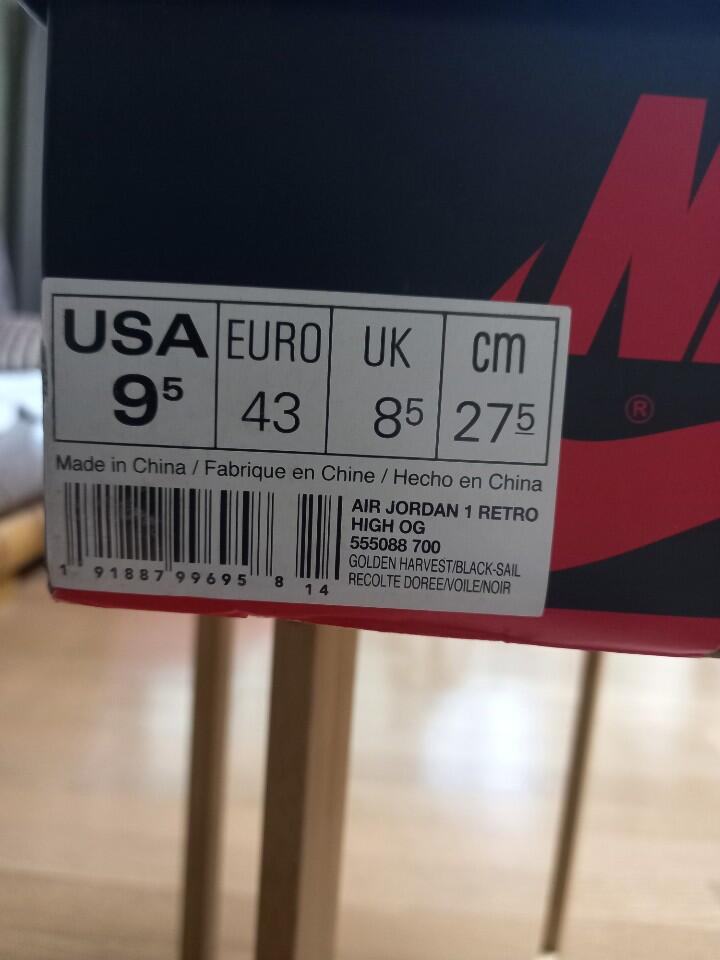 USA EURO UK cm
9⁵ 43 8⁵ 27⁵
Made in China / Fabrique en Chine / Hecho en China
AIR JORDAN 1 RETRO
HIGH OG
555088 700
GOLDEN HARVEST/BLACK-SAIL
RECOLTE DOREE/VOILE/NOIR
1 91887 99695 8 14
®